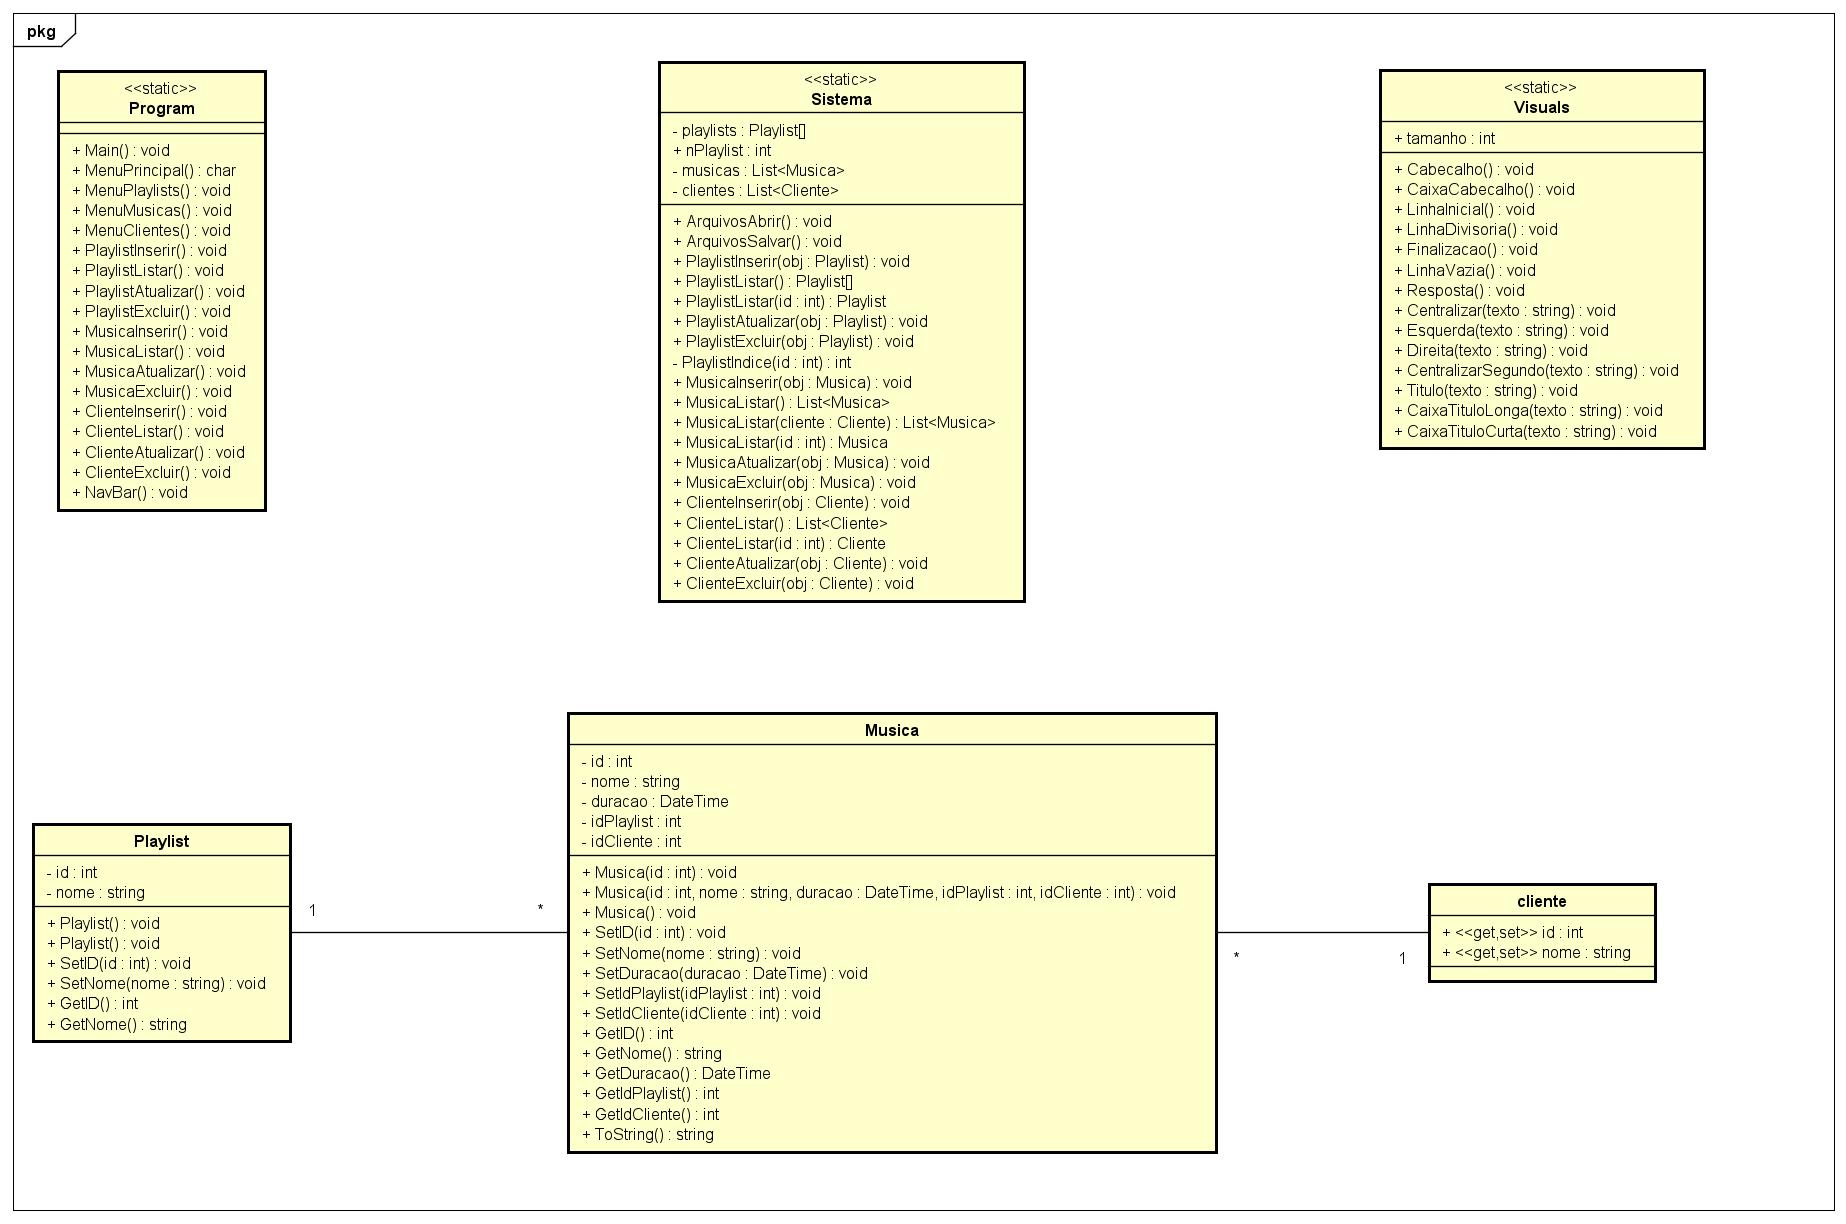 pkg
<<static>>
Program
+ Main() : void
+ MenuPrincipal() : char
+ MenuPlaylists() : void
+ MenuMusicas() : void
+ MenuClientes() : void
+ PlaylistInserir() : void
+ PlaylistListar() : void
+ PlaylistAtualizar() : void
+ PlaylistExcluir() : void
+ MusicaInserir() : void
+ MusicaListar() : void
+ MusicaAtualizar() : void
+ MusicaExcluir() : void
+ ClienteInserir() : void
+ ClienteListar() : void
+ ClienteAtualizar() : void
+ ClienteExcluir() : void
+ NavBar() : void
<<static>>
Sistema
- playlists : Playlist[]
+ nPlaylist : int
- musicas : List<Musica>
- clientes : List<Cliente>
+ ArquivosAbrir() : void
+ ArquivosSalvar() : void
+ PlaylistInserir(obj : Playlist) : void
+ PlaylistListar() : Playlist[]
+ PlaylistListar(id : int) : Playlist
+ PlaylistAtualizar(obj : Playlist) : void
+ PlaylistExcluir(obj : Playlist) : void
- PlaylistIndice(id : int) : int
+ MusicaInserir(obj : Musica) : void
+ MusicaListar() : List<Musica>
+ MusicaListar(cliente : Cliente) : List<Musica>
+ MusicaListar(id : int) : Musica
+ MusicaAtualizar(obj : Musica) : void
+ MusicaExcluir(obj : Musica) : void
+ ClienteInserir(obj : Cliente) : void
+ ClienteListar() : List<Cliente>
+ ClienteListar(id : int) : Cliente
+ ClienteAtualizar(obj : Cliente) : void
+ ClienteExcluir(obj : Cliente) : void
<<static>>
Visuals
+ tamanho : int
+ Cabecalho() : void
+ CaixaCabecalho() : void
+ LinhaInicial() : void
+ LinhaDivisoria() : void
+ Finalizacao() : void
+ LinhaVazia() : void
+ Resposta() : void
+ Centralizar(texto : string) : void
+ Esquerda(texto : string) : void
+ Direita(texto : string) : void
+ CentralizarSegundo(texto : string) : void
+ Titulo(texto : string) : void
+ CaixaTituloLonga(texto : string) : void
+ CaixaTituloCurta(texto : string) : void
Playlist
- id : int
- nome : string
+ Playlist() : void
+ Playlist() : void
+ SetID(id : int) : void
+ SetNome(nome : string) : void
+ GetID() : int
+ GetNome() : string
1
*
Musica
- id : int
- nome : string
- duracao : DateTime
- idPlaylist : int
- idCliente : int
+ Musica(id : int) : void
+ Musica(id : int, nome : string, duracao : DateTime, idPlaylist : int, idCliente : int) : void
+ Musica() : void
+ SetID(id : int) : void
+ SetNome(nome : string) : void
+ SetDuracao(duracao : DateTime) : void
+ SetIdPlaylist(idPlaylist : int) : void
+ SetIdCliente(idCliente : int) : void
+ GetID() : int
+ GetNome() : string
+ GetDuracao() : DateTime
+ GetIdPlaylist() : int
+ GetIdCliente() : int
+ ToString() : string
*
1
cliente
+ <<get,set>> id : int
+ <<get,set>> nome : string